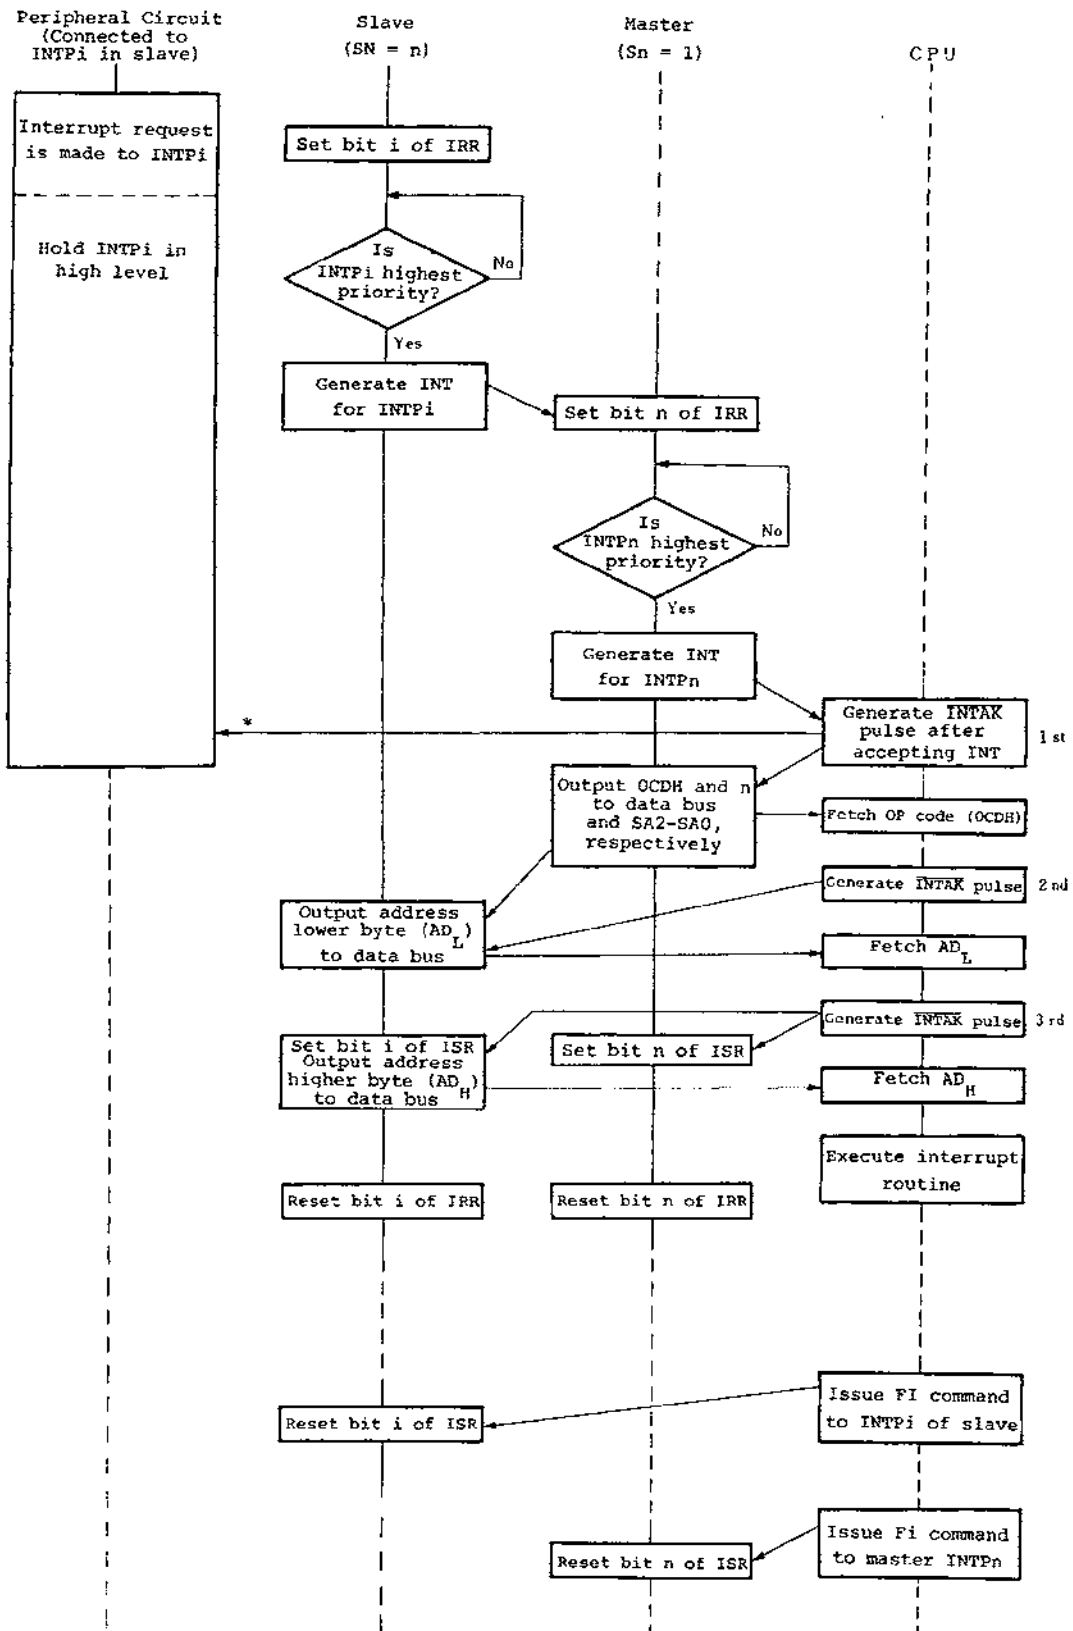 Peripheral Circuit
(Connected to
INTPi in slave)
Slave
(SN = n)
Master
(Sn = 1)
CPU
Interrupt request
is made to INTPi
Hold INTPi in
high level
Set bit i of IRR
Is
INTPi highest
priority?
No
Yes
Generate INT
for INTPi
Set bit n of IRR
Is
INTPn highest
priority?
No
Yes
Generate INT
for INTPn
Generate INTAK
pulse after
accepting INT
1st
*
Output OCDH and n
to data bus
and SA2-SA0,
respectively
Fetch OP code (OCDH)
Generate INTAK pulse
2nd
Output address
lower byte (ADL)
to data bus
Fetch ADL
Generate INTAK pulse
3rd
Set bit i of ISR
Output address
higher byte (ADH)
to data bus
Set bit n of ISR
Fetch ADH
Execute interrupt
routine
Reset bit i of IRR
Reset bit n of IRR
Issue FI command
to INTPi of slave
Reset bit i of ISR
Issue Fi command
to master INTPn
Reset bit n of ISR